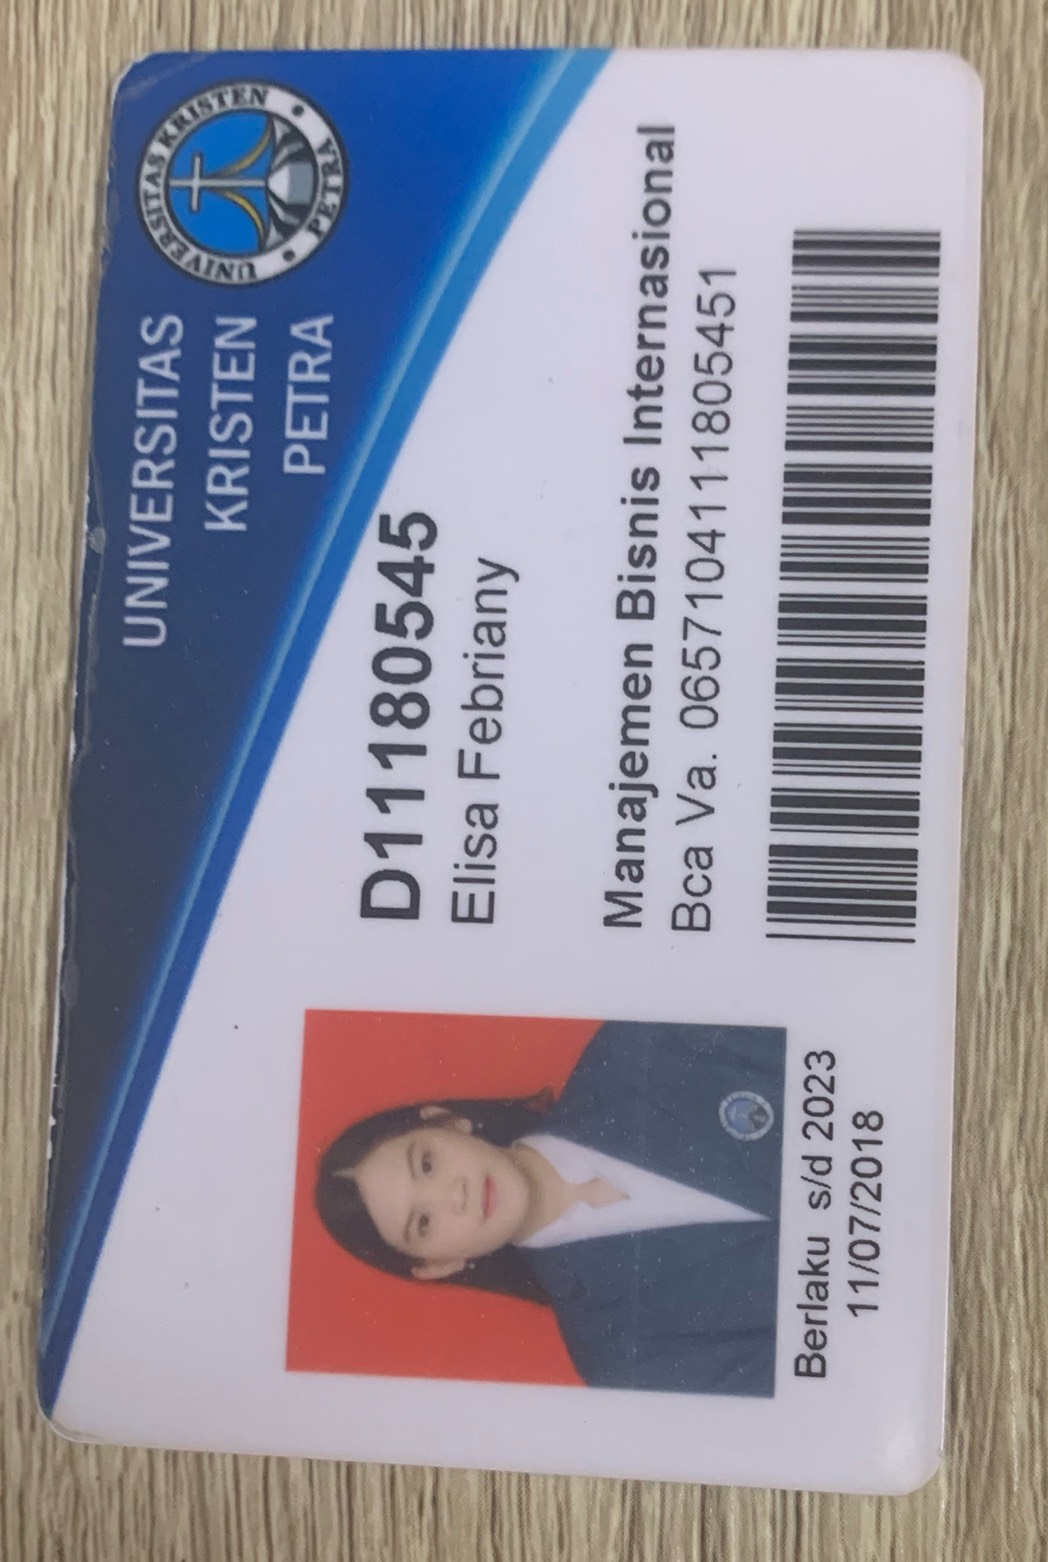 UNIVERSITAS
KRISTEN
PETRA
UNIVERSITAS KRISTEN • PETRA •
D11180545
Elisa Febriany
Manajemen Bisnis Internasional
Bca Va. 0657104111805451
Berlaku s/d 2023
11/07/2018